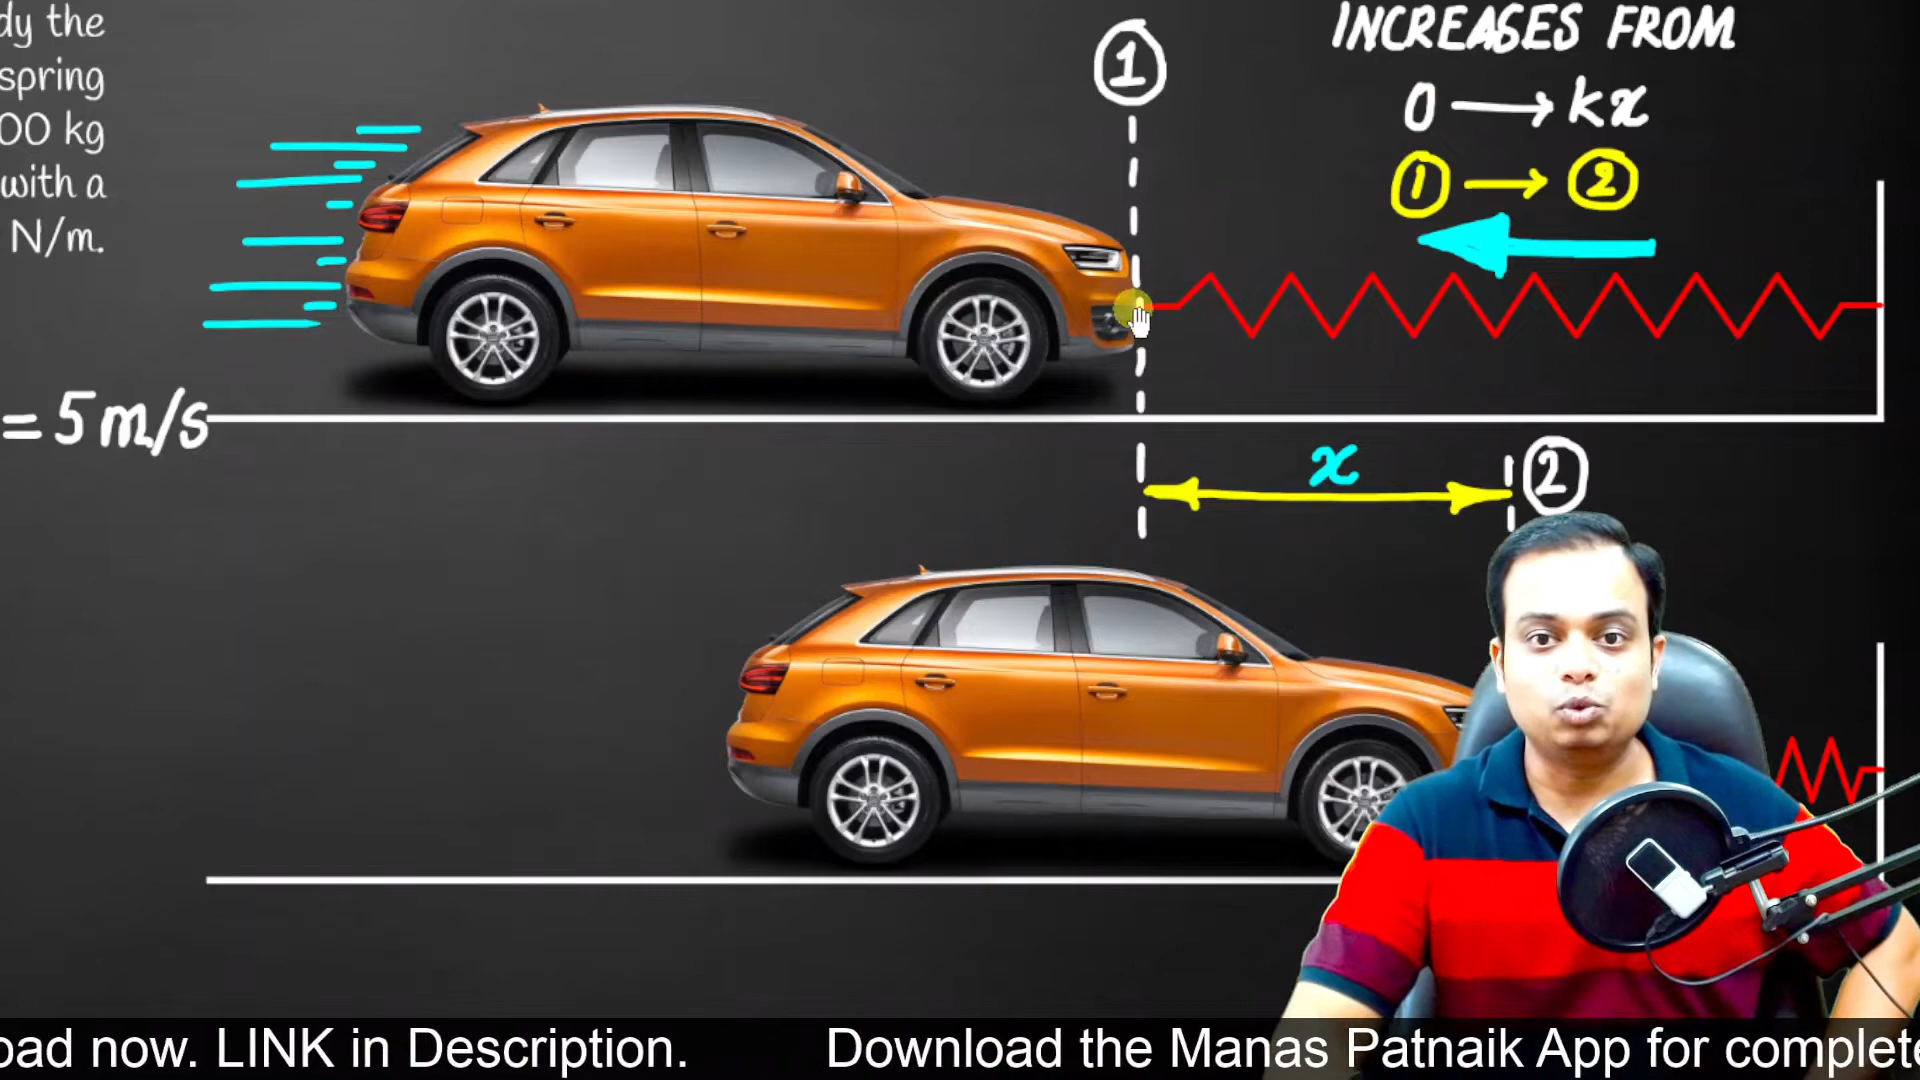 dy the
spring
00 kg
with a
N/m.
= 5 m/s
1
INCREASES FROM
0 → kx
1 → 2
x
2
oad now. LINK in Description. Download the Manas Patnaik App for complete